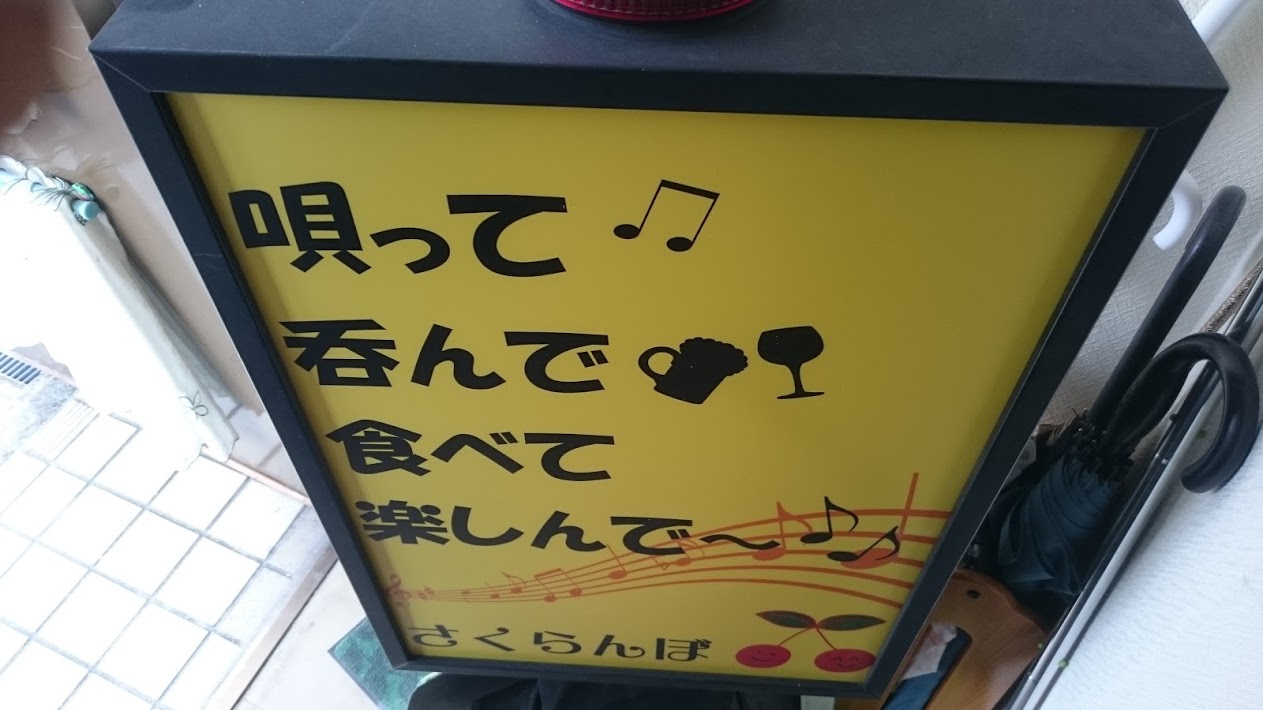 唄って♫
呑んで
食べて
楽しんで～♪♪
さくらんぼ